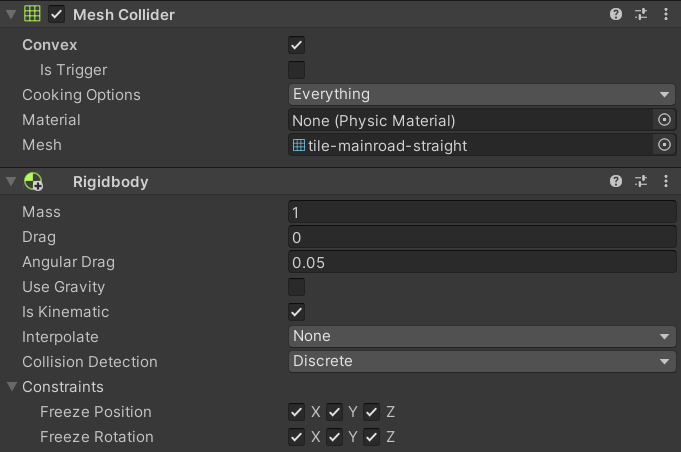 Mesh Collider
Convex
Is Trigger
Cooking Options Everything
Material None (Physic Material)
Mesh tile-mainroad-straight
Rigidbody
Mass 1
Drag 0
Angular Drag 0.05
Use Gravity
Is Kinematic
Interpolate None
Collision Detection Discrete
Constraints
Freeze Position X Y Z
Freeze Rotation X Y Z